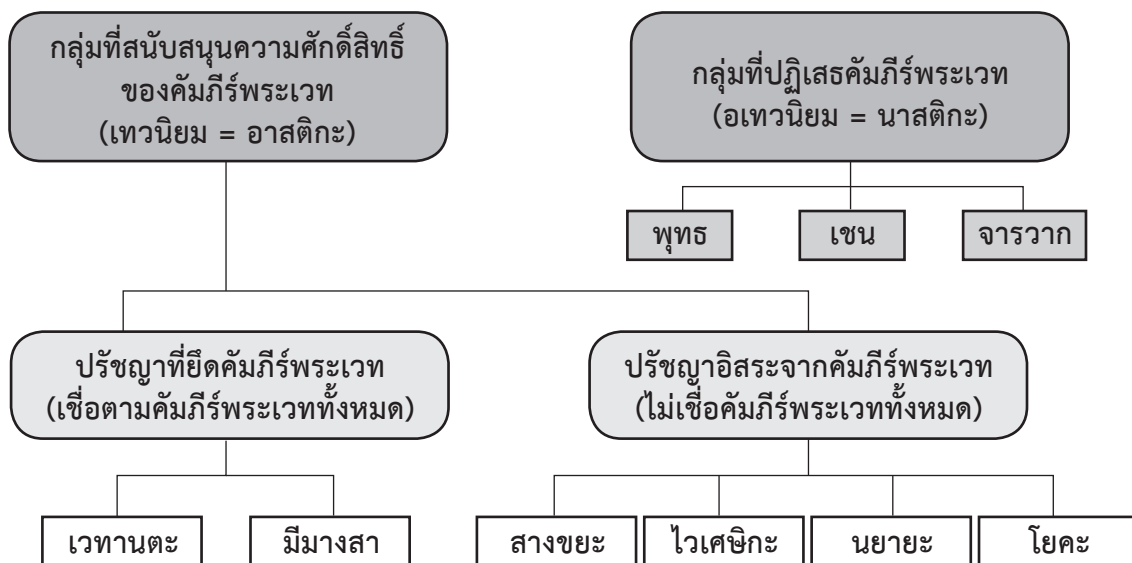 กลุ่มที่สนับสนุนความศักดิ์สิทธิ์
ของคัมภีร์พระเวท
(เทวนิยม = อาสติกะ)
กลุ่มที่ปฏิเสธคัมภีร์พระเวท
(อเทวนิยม = นาสติกะ)
พุทธ
เชน
จารวาก
ปรัชญาที่ยึดคัมภีร์พระเวท
(เชื่อตามคัมภีร์พระเวททั้งหมด)
ปรัชญาอิสระจากคัมภีร์พระเวท
(ไม่เชื่อคัมภีร์พระเวททั้งหมด)
เวทานตะ
มีมางสา
สางขยะ
ไวเศษิกะ
นยายะ
โยคะ